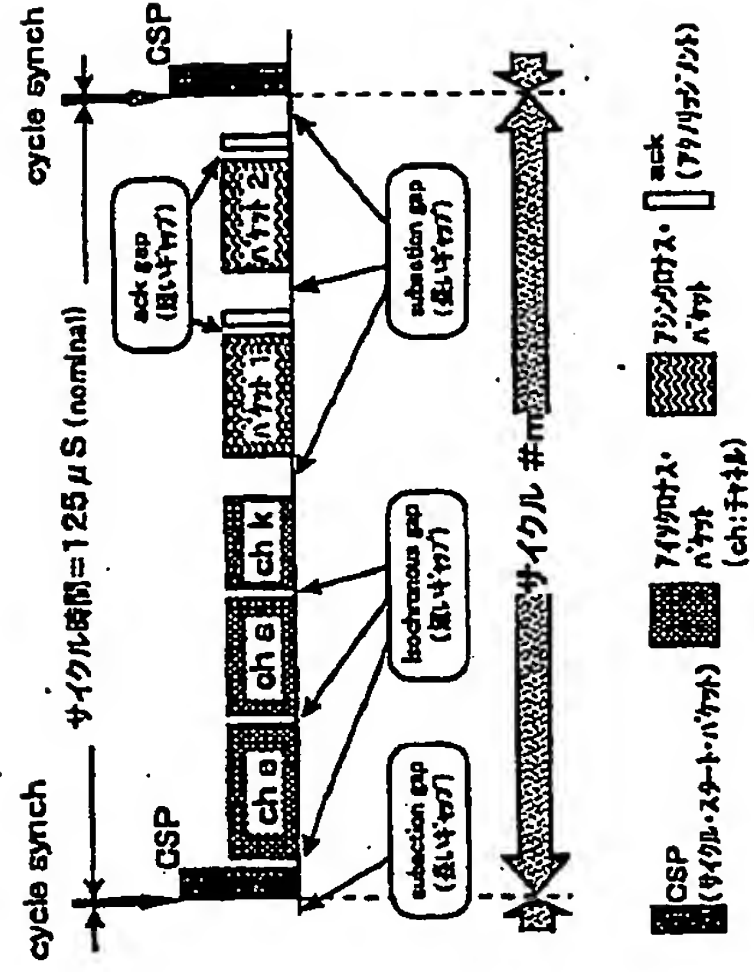 cycle synch
cycle synch
サイクル時間=125μS (nominal)
CSP
CSP
ack gap
(短いギャップ)
ch e
ch s
ch k
パケット 1
パケット 2
subaction gap
(長いギャップ)
Isochronous gap
(短いギャップ)
subaction gap
(長いギャップ)
サイクル #m
CSP
(サイクル・スタート・パケット)
アイソクロナス・
パケット
(ch:チャネル)
アシンクロナス・
パケット
ack
(アクノリッジメント)